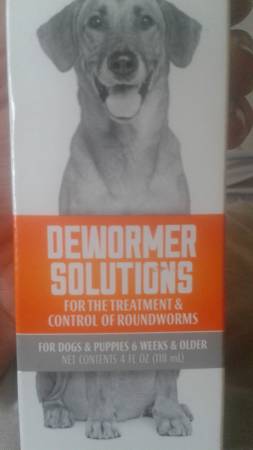 DEWORMER
SOLUTIONS
FOR THE TREATMENT &
CONTROL OF ROUNDWORMS
FOR DOGS & PUPPIES 6 WEEKS & OLDER
NET CONTENTS 4 FL OZ (118 mL)